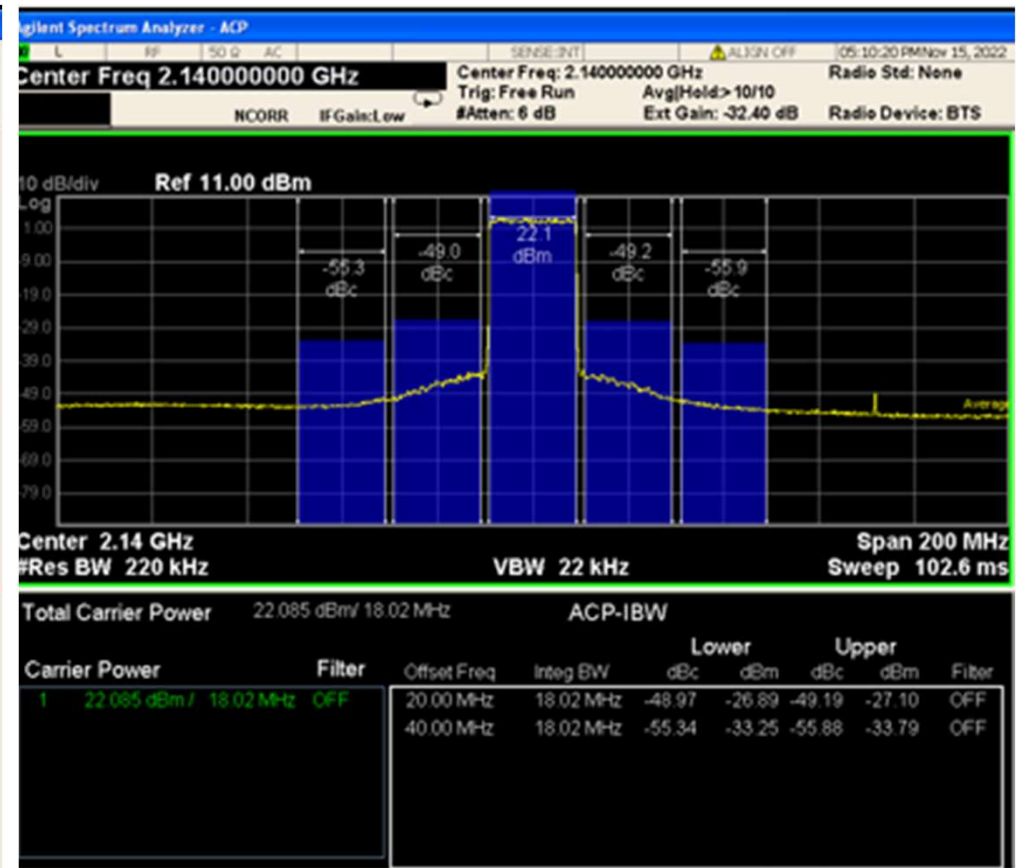 Agilent Spectrum Analyzer - ACP
L RF 50 Ω AC SENSE:INT ALIGN OFF 05:10:20 PM Nov 15, 2022
Center Freq 2.140000000 GHz
Center Freq: 2.140000000 GHz Radio Std: None
Trig: Free Run Avg|Hold:> 10/10
NCORR IFGain:Low #Atten: 6 dB Ext Gain: -32.40 dB Radio Device: BTS
10 dB/div Ref 11.00 dBm
Log
1.00
-9.00
-19.0
-29.0
-39.0
-49.0
-59.0
-69.0
-79.0
-55.3 dBc
-49.0 dBc
22.1 dBm
-49.2 dBc
-55.9 dBc
Average
Center 2.14 GHz Span 200 MHz
#Res BW 220 kHz VBW 22 kHz Sweep 102.6 ms
Total Carrier Power 22.085 dBm/ 18.02 MHz ACP-IBW
Lower Upper
Carrier Power Filter Offset Freq Integ BW dBc dBm dBc dBm Filter
1 22.085 dBm / 18.02 MHz OFF 20.00 MHz 18.02 MHz -48.97 -26.89 -49.19 -27.10 OFF
40.00 MHz 18.02 MHz -55.34 -33.25 -55.88 -33.79 OFF